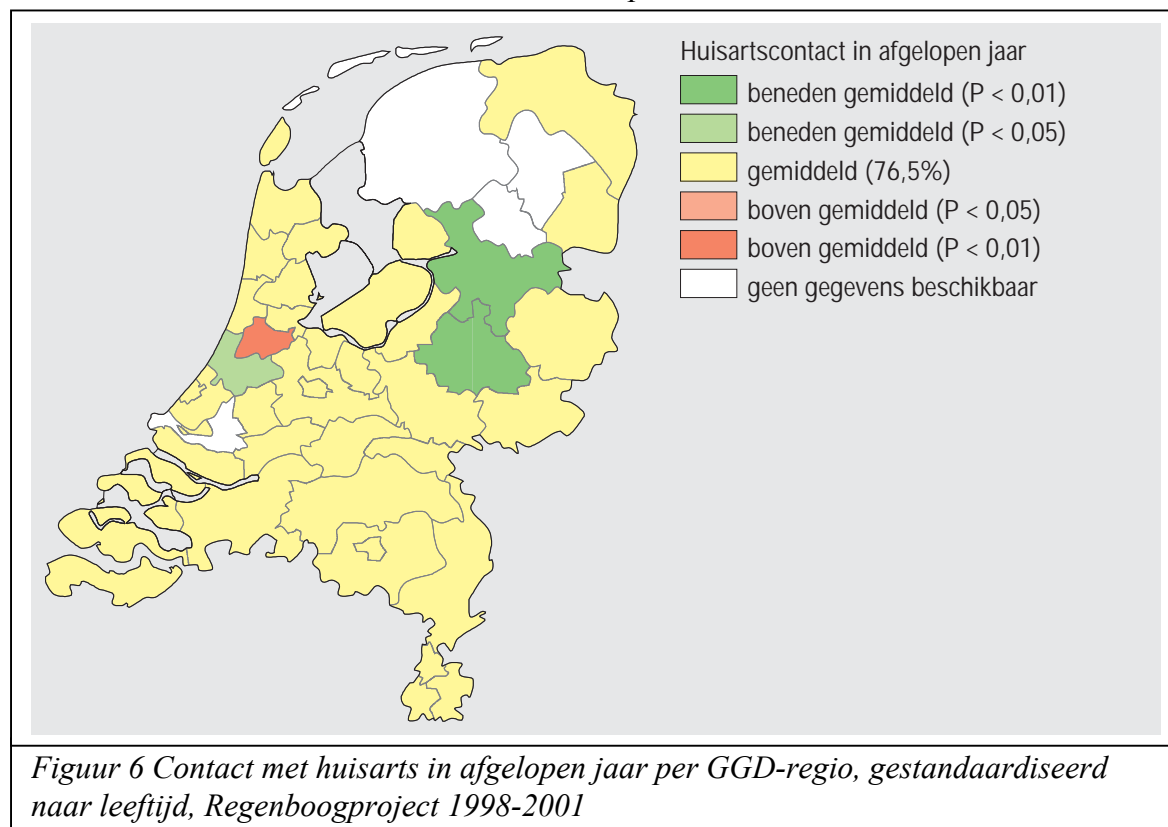 Huisartscontact in afgelopen jaar
beneden gemiddeld (P < 0,01)
beneden gemiddeld (P < 0,05)
gemiddeld (76,5%)
boven gemiddeld (P < 0,05)
boven gemiddeld (P < 0,01)
geen gegevens beschikbaar
Figuur 6 Contact met huisarts in afgelopen jaar per GGD-regio, gestandaardiseerd
naar leeftijd, Regenboogproject 1998-2001